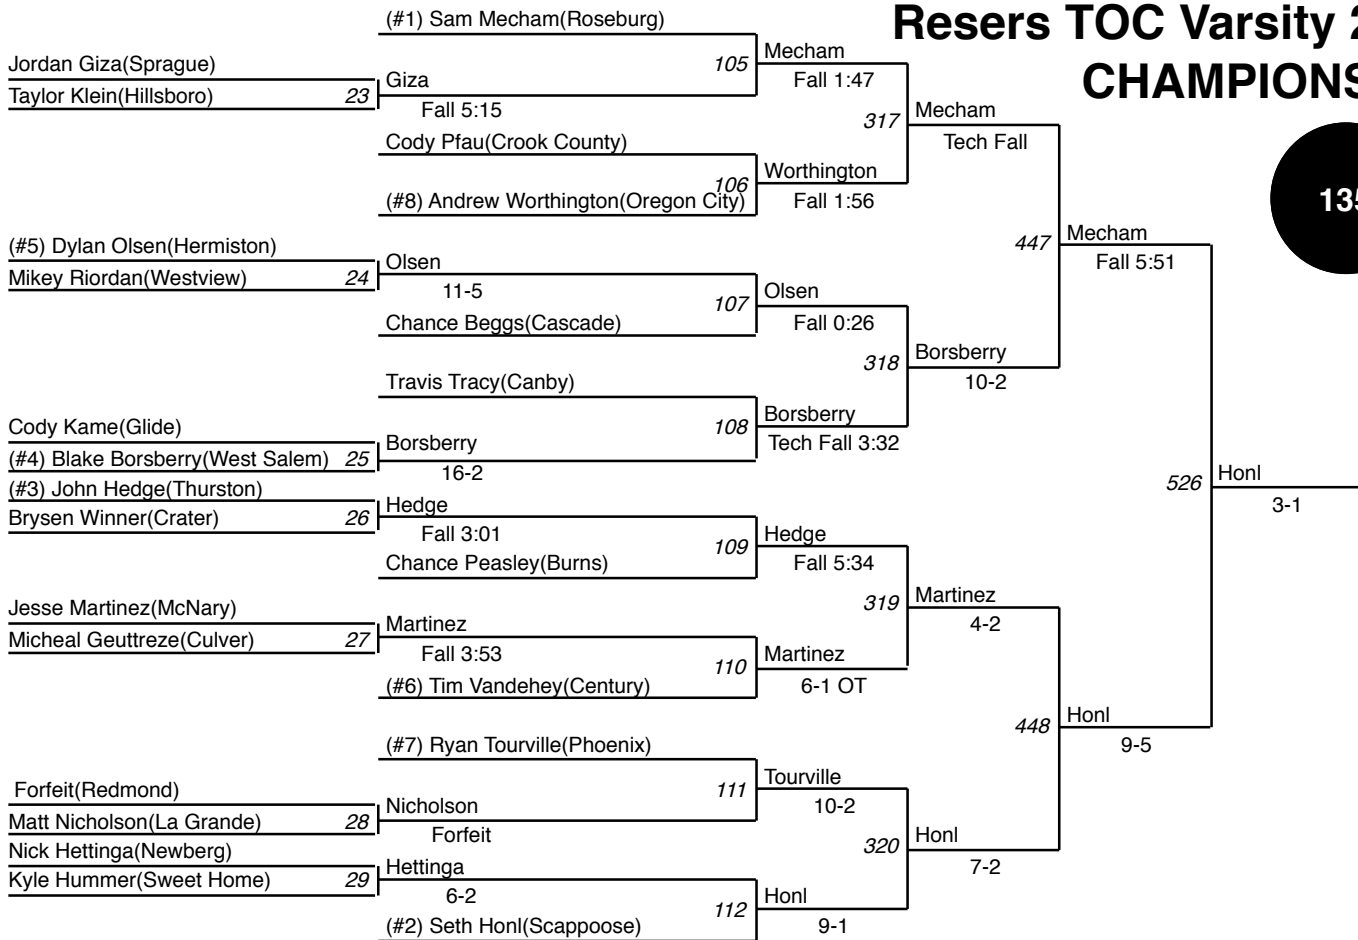 Resers TOC Varsity 2
CHAMPIONS
135
(#1) Sam Mecham(Roseburg)
Jordan Giza(Sprague)
Taylor Klein(Hillsboro) 23
Giza
Fall 5:15
105
Mecham
Fall 1:47
Cody Pfau(Crook County)
(#8) Andrew Worthington(Oregon City)
106
Worthington
Fall 1:56
317
Mecham
Tech Fall
(#5) Dylan Olsen(Hermiston)
Mikey Riordan(Westview) 24
Olsen
11-5
Chance Beggs(Cascade)
107
Olsen
Fall 0:26
Travis Tracy(Canby)
Cody Kame(Glide)
(#4) Blake Borsberry(West Salem) 25
Borsberry
16-2
108
Borsberry
Tech Fall 3:32
318
Borsberry
10-2
447
Mecham
Fall 5:51
(#3) John Hedge(Thurston)
Brysen Winner(Crater) 26
Hedge
Fall 3:01
Chance Peasley(Burns)
109
Hedge
Fall 5:34
Jesse Martinez(McNary)
Micheal Geuttreze(Culver) 27
Martinez
Fall 3:53
(#6) Tim Vandehey(Century)
110
Martinez
6-1 OT
319
Martinez
4-2
(#7) Ryan Tourville(Phoenix)
Forfeit(Redmond)
Matt Nicholson(La Grande) 28
Nicholson
Forfeit
111
Tourville
10-2
Nick Hettinga(Newberg)
Kyle Hummer(Sweet Home) 29
Hettinga
6-2
(#2) Seth Honl(Scappoose)
112
Honl
9-1
320
Honl
7-2
448
Honl
9-5
526
Honl
3-1